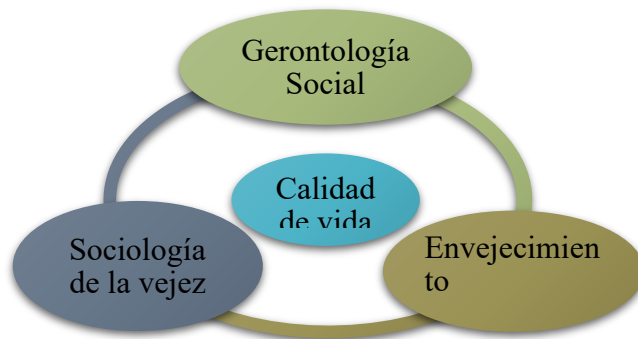 Gerontología
Social
Calidad
de vida
Sociología
de la vejez
Envejecimien
to